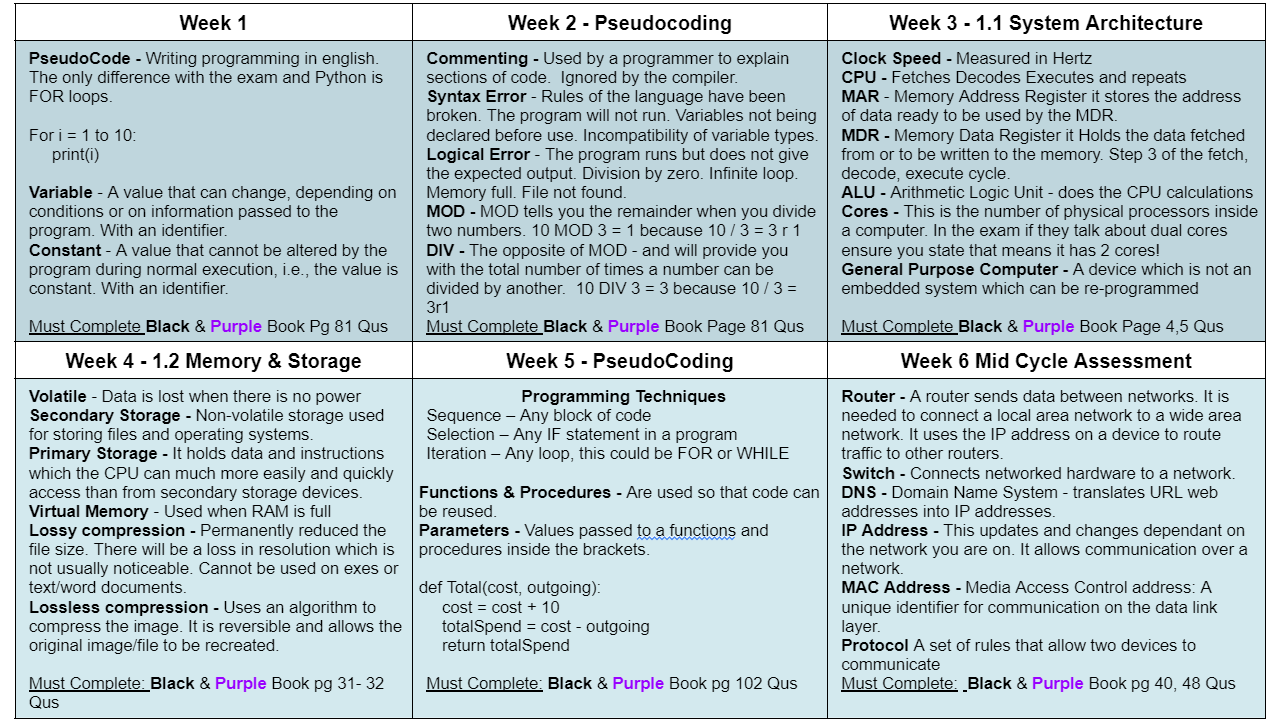 Week 1
PseudoCode - Writing programming in english.
The only difference with the exam and Python is
FOR loops.
For i = 1 to 10:
print(i)
Variable - A value that can change, depending on
conditions or on information passed to the
program. With an identifier.
Constant - A value that cannot be altered by the
program during normal execution, i.e., the value is
constant. With an identifier.
Must Complete Black & Purple Book Pg 81 Qus
Week 2 - Pseudocoding
Commenting - Used by a programmer to explain
sections of code.  Ignored by the compiler.
Syntax Error - Rules of the language have been
broken. The program will not run. Variables not being
declared before use. Incompatibility of variable types.
Logical Error - The program runs but does not give
the expected output. Division by zero. Infinite loop.
Memory full. File not found.
MOD - MOD tells you the remainder when you divide
two numbers. 10 MOD 3 = 1 because 10 / 3 = 3 r 1
DIV - The opposite of MOD - and will provide you
with the total number of times a number can be
divided by another.  10 DIV 3 = 3 because 10 / 3 =
3r1
Must Complete Black & Purple Book Page 81 Qus
Week 3 - 1.1 System Architecture
Clock Speed - Measured in Hertz
CPU - Fetches Decodes Executes and repeats
MAR - Memory Address Register it stores the address
of data ready to be used by the MDR.
MDR - Memory Data Register it Holds the data fetched
from or to be written to the memory. Step 3 of the fetch,
decode, execute cycle.
ALU - Arithmetic Logic Unit - does the CPU calculations
Cores - This is the number of physical processors inside
a computer. In the exam if they talk about dual cores
ensure you state that means it has 2 cores!
General Purpose Computer - A device which is not an
embedded system which can be re-programmed
Must Complete Black & Purple Book Page 4,5 Qus
Week 4 - 1.2 Memory & Storage
Volatile - Data is lost when there is no power
Secondary Storage - Non-volatile storage used
for storing files and operating systems.
Primary Storage - It holds data and instructions
which the CPU can much more easily and quickly
access than from secondary storage devices.
Virtual Memory - Used when RAM is full
Lossy compression - Permanently reduced the
file size. There will be a loss in resolution which is
not usually noticeable. Cannot be used on exes or
text/word documents.
Lossless compression - Uses an algorithm to
compress the image. It is reversible and allows the
original image/file to be recreated.
Must Complete: Black & Purple Book pg 31- 32
Qus
Week 5 - PseudoCoding
Programming Techniques
Sequence – Any block of code
Selection – Any IF statement in a program
Iteration – Any loop, this could be FOR or WHILE
Functions & Procedures - Are used so that code can
be reused.
Parameters - Values passed to a functions and
procedures inside the brackets.
def Total(cost, outgoing):
cost = cost + 10
totalSpend = cost - outgoing
return totalSpend
Must Complete: Black & Purple Book pg 102 Qus
Week 6 Mid Cycle Assessment
Router - A router sends data between networks. It is
needed to connect a local area network to a wide area
network. It uses the IP address on a device to route
traffic to other routers.
Switch - Connects networked hardware to a network.
DNS - Domain Name System - translates URL web
addresses into IP addresses.
IP Address - This updates and changes dependant on
the network you are on. It allows communication over a
network.
MAC Address - Media Access Control address: A
unique identifier for communication on the data link
layer.
Protocol A set of rules that allow two devices to
communicate
Must Complete: Black & Purple Book pg 40, 48 Qus